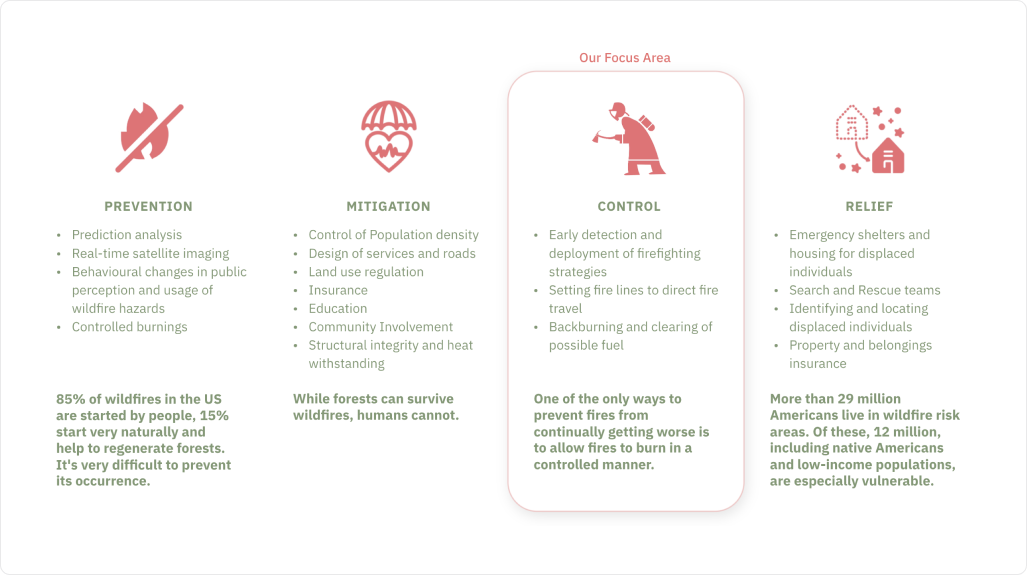 Our Focus Area
PREVENTION
• Prediction analysis
• Real-time satellite imaging
• Behavioural changes in public
perception and usage of
wildfire hazards
• Controlled burnings
85% of wildfires in the US
are started by people, 15%
start very naturally and
help to regenerate forests.
It's very difficult to prevent
its occurrence.
MITIGATION
• Control of Population density
• Design of services and roads
• Land use regulation
• Insurance
• Education
• Community Involvement
• Structural integrity and heat
withstanding
While forests can survive
wildfires, humans cannot.
CONTROL
• Early detection and
deployment of firefighting
strategies
• Setting fire lines to direct fire
travel
• Backburning and clearing of
possible fuel
One of the only ways to
prevent fires from
continually getting worse is
to allow fires to burn in a
controlled manner.
RELIEF
• Emergency shelters and
housing for displaced
individuals
• Search and Rescue teams
• Identifying and locating
displaced individuals
• Property and belongings
insurance
More than 29 million
Americans live in wildfire risk
areas. Of these, 12 million,
including native Americans
and low-income populations,
are especially vulnerable.